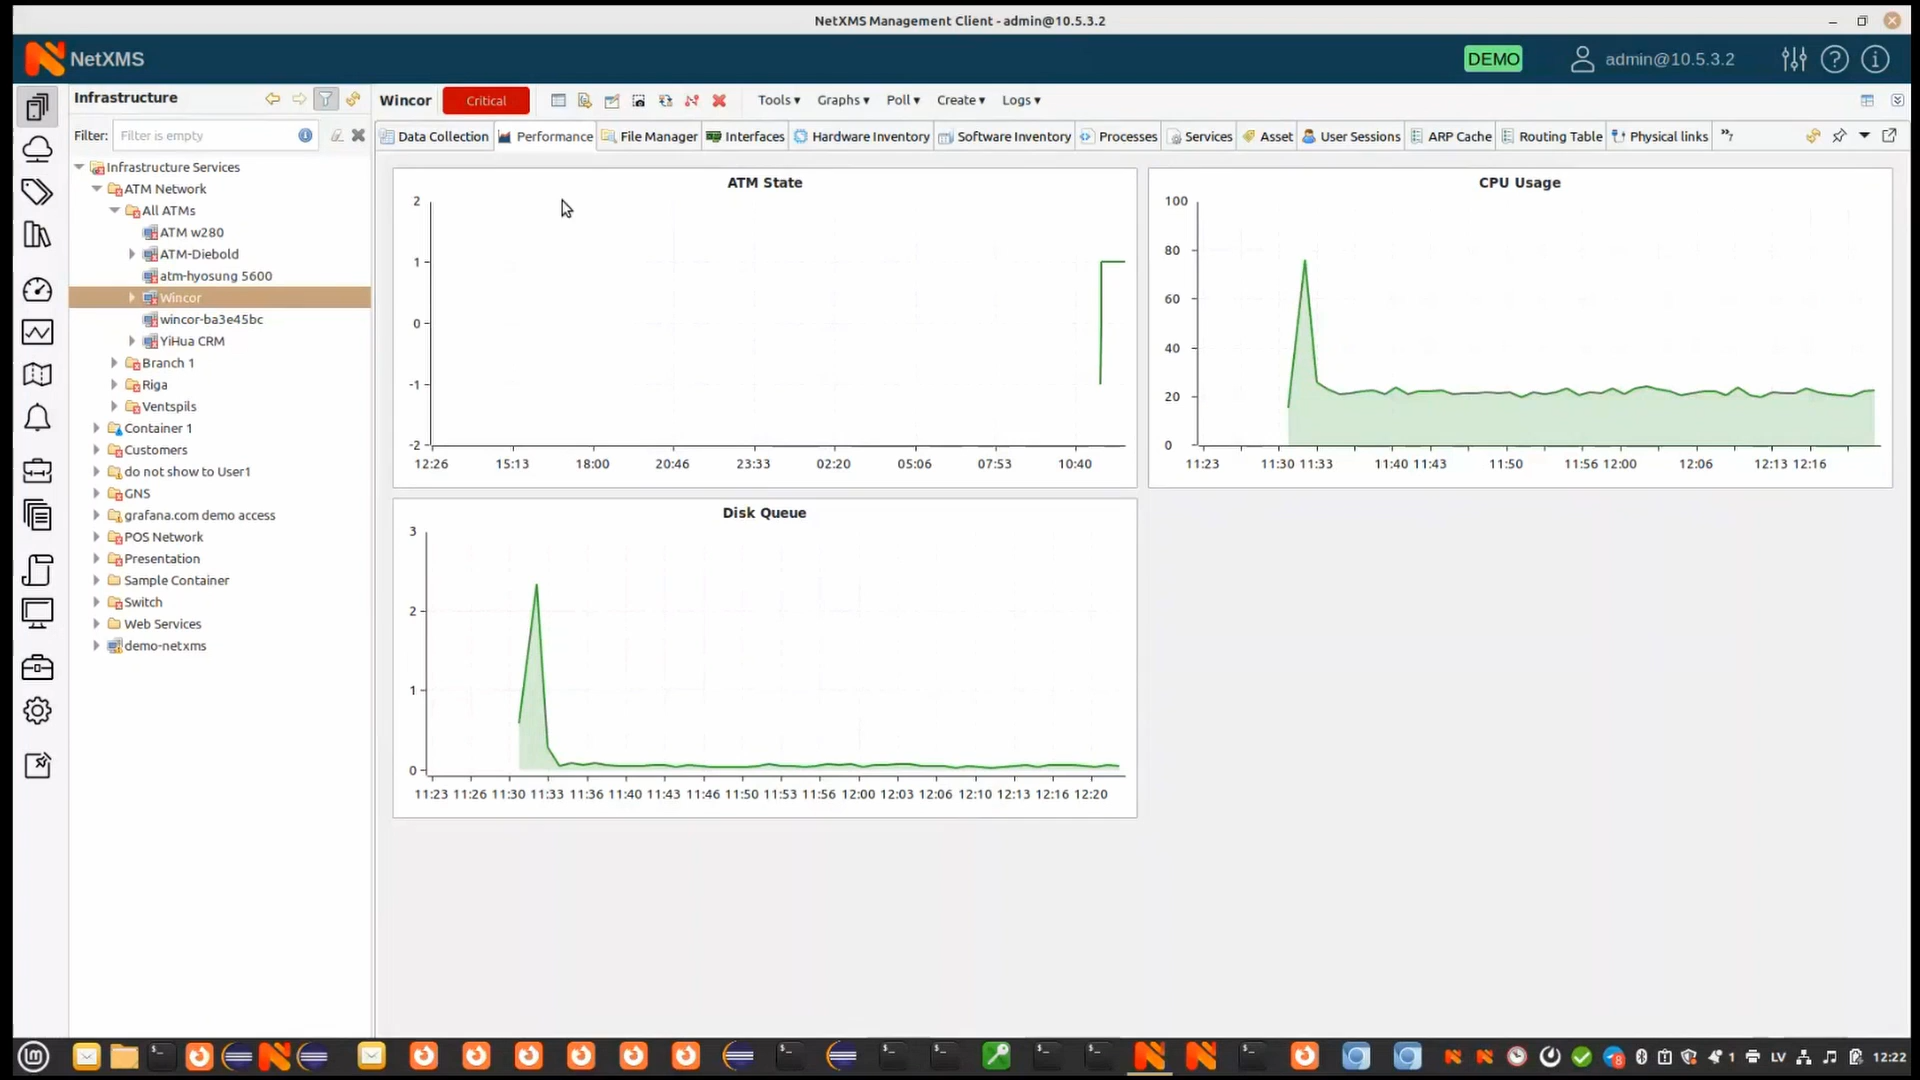 NetXMS Management Client - admin@10.5.3.2
NetXMS
DEMO
admin@10.5.3.2
Infrastructure
Wincor
Critical
Tools
Graphs
Poll
Create
Logs
Filter:
Filter is empty
Data Collection
Performance
File Manager
Interfaces
Hardware Inventory
Software Inventory
Processes
Services
Asset
User Sessions
ARP Cache
Routing Table
Physical links
Infrastructure Services
ATM Network
All ATMs
ATM w280
ATM-Diebold
atm-hyosung 5600
Wincor
wincor-ba3e45bc
YiHua CRM
Branch 1
Riga
Ventspils
Container 1
Customers
do not show to User1
GNS
grafana.com demo access
POS Network
Presentation
Sample Container
Switch
Web Services
demo-netxms
ATM State
2
1
0
-1
-2
12:26 15:13 18:00 20:46 23:33 02:20 05:06 07:53 10:40
CPU Usage
100
80
60
40
20
0
11:23 11:30 11:33 11:40 11:43 11:50 11:56 12:00 12:06 12:13 12:16
Disk Queue
3
2
1
0
11:23 11:26 11:30 11:33 11:36 11:40 11:43 11:46 11:50 11:53 11:56 12:00 12:03 12:06 12:10 12:13 12:16 12:20
1
LV
12:22